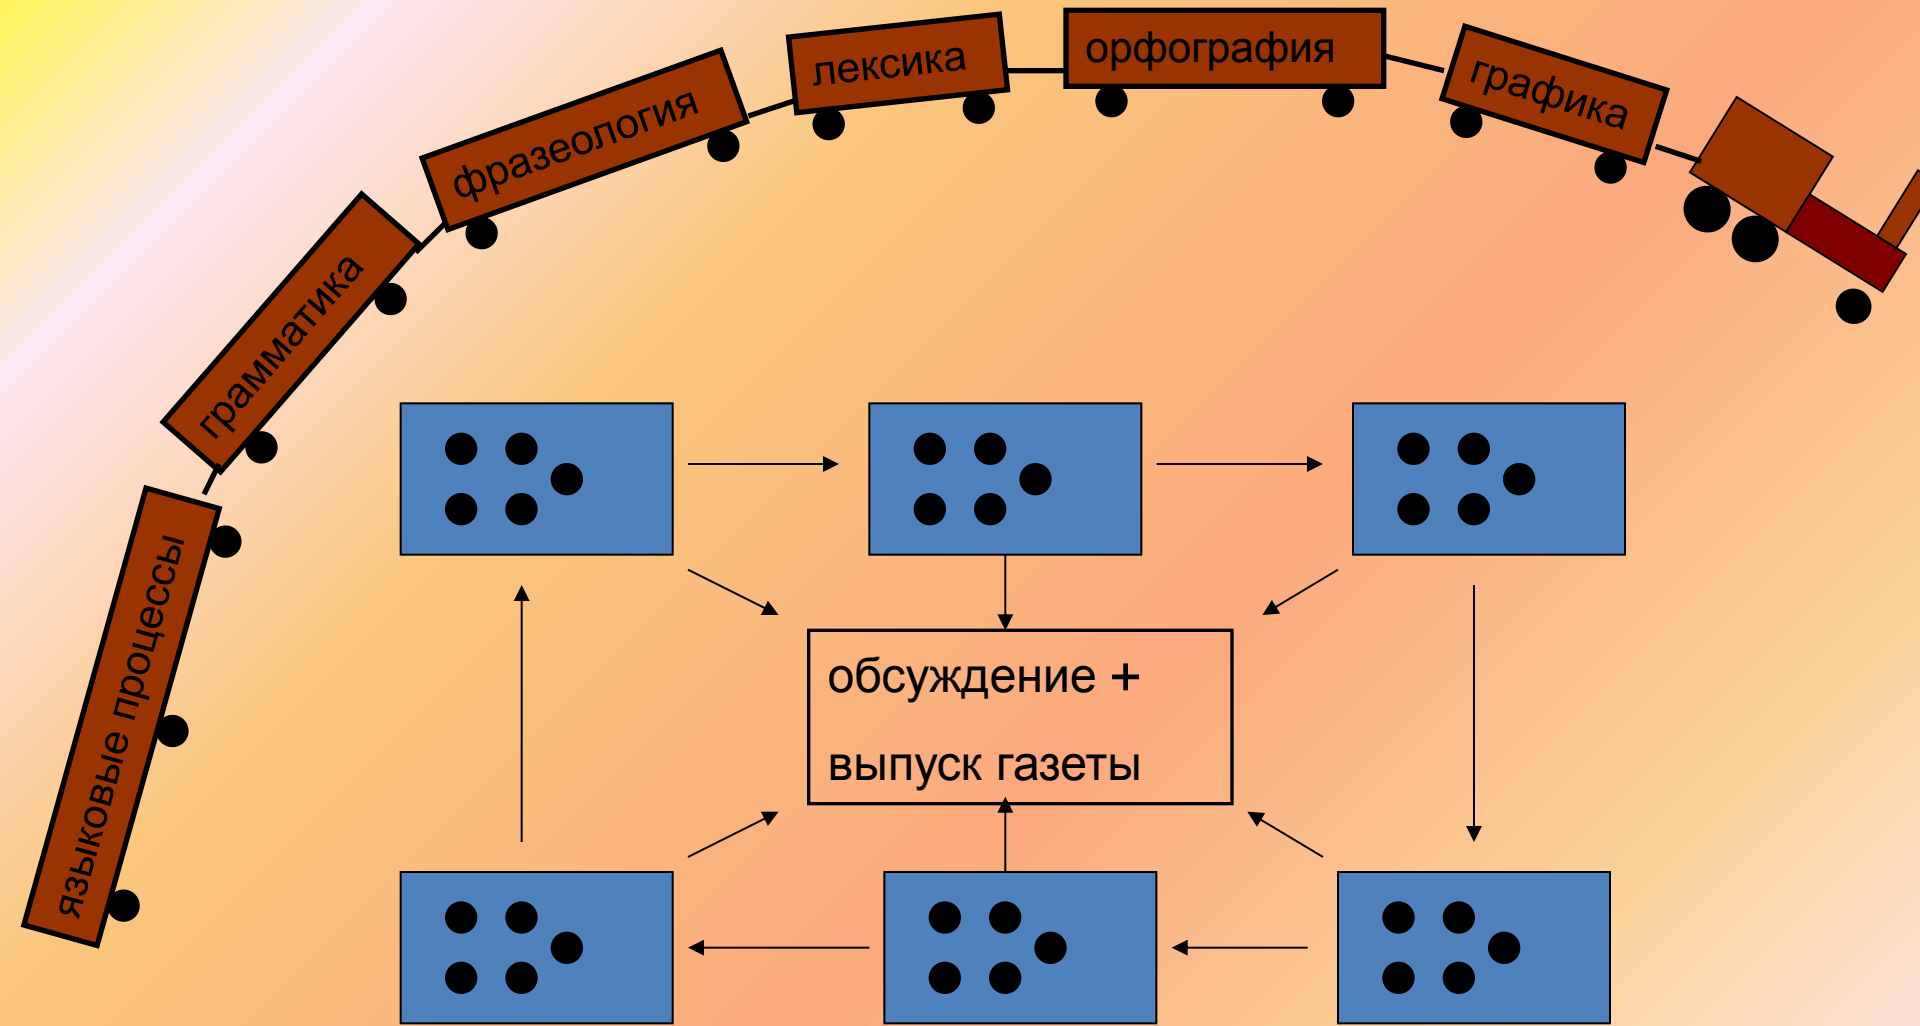 языковые процессы
грамматика
фразеология
лексика
орфография
графика
обсуждение +
выпуск газеты